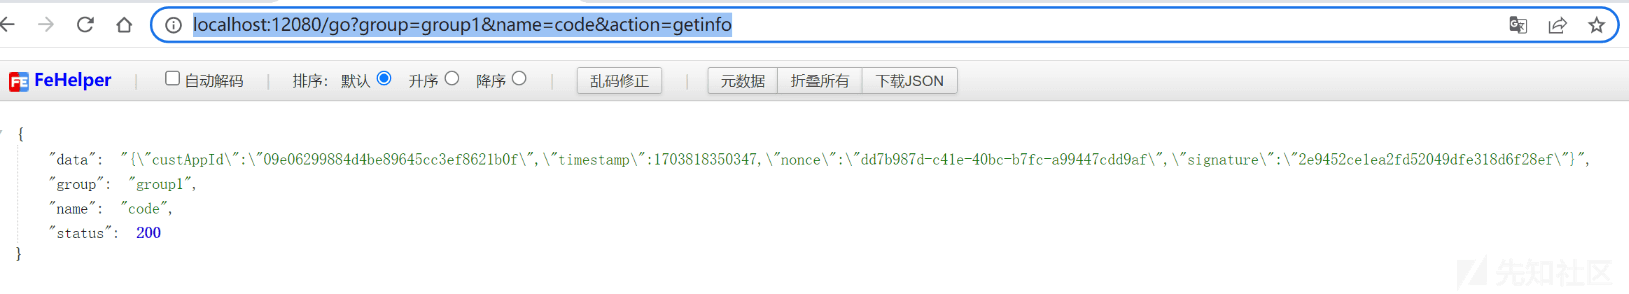 localhost:12080/go?group=group1&name=code&action=getinfo
FeHelper | 自动解码 | 排序: 默认 升序 降序 | 乱码修正 | 元数据 折叠所有 下载JSON
{
"data": "{\"custAppId\":\"09e06299884d4be89645cc3ef8621b0f\",\"timestamp\":1703818350347,\"nonce\":\"dd7b987d-c41e-40bc-b7fc-a99447cdd9af\",\"signature\":\"2e9452ce1ea2fd52049dfe318d6f28ef\"}",
"group": "group1",
"name": "code",
"status": 200
}
先知社区